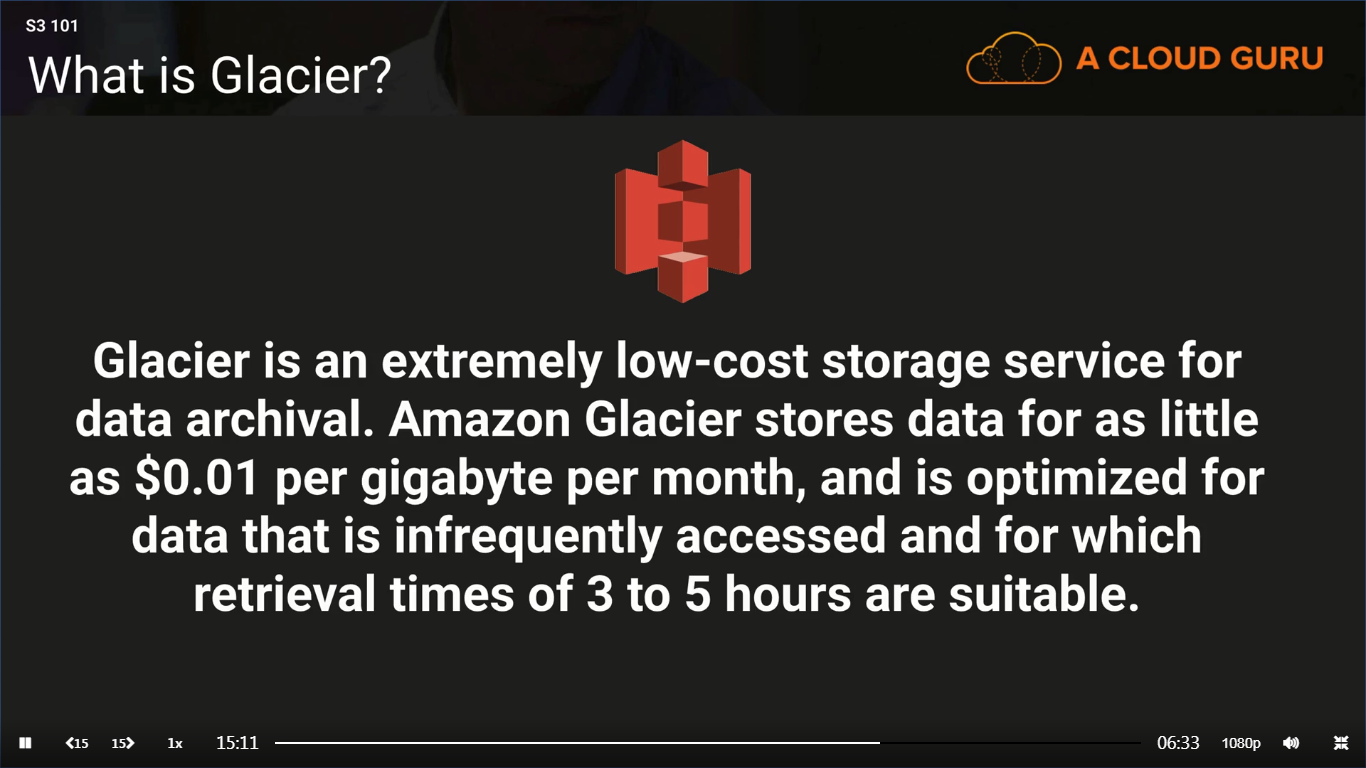 S3 101
What is Glacier?
A CLOUD GURU
Glacier is an extremely low-cost storage service for
data archival. Amazon Glacier stores data for as little
as $0.01 per gigabyte per month, and is optimized for
data that is infrequently accessed and for which
retrieval times of 3 to 5 hours are suitable.
15 15 1x 15:11 06:33 1080p